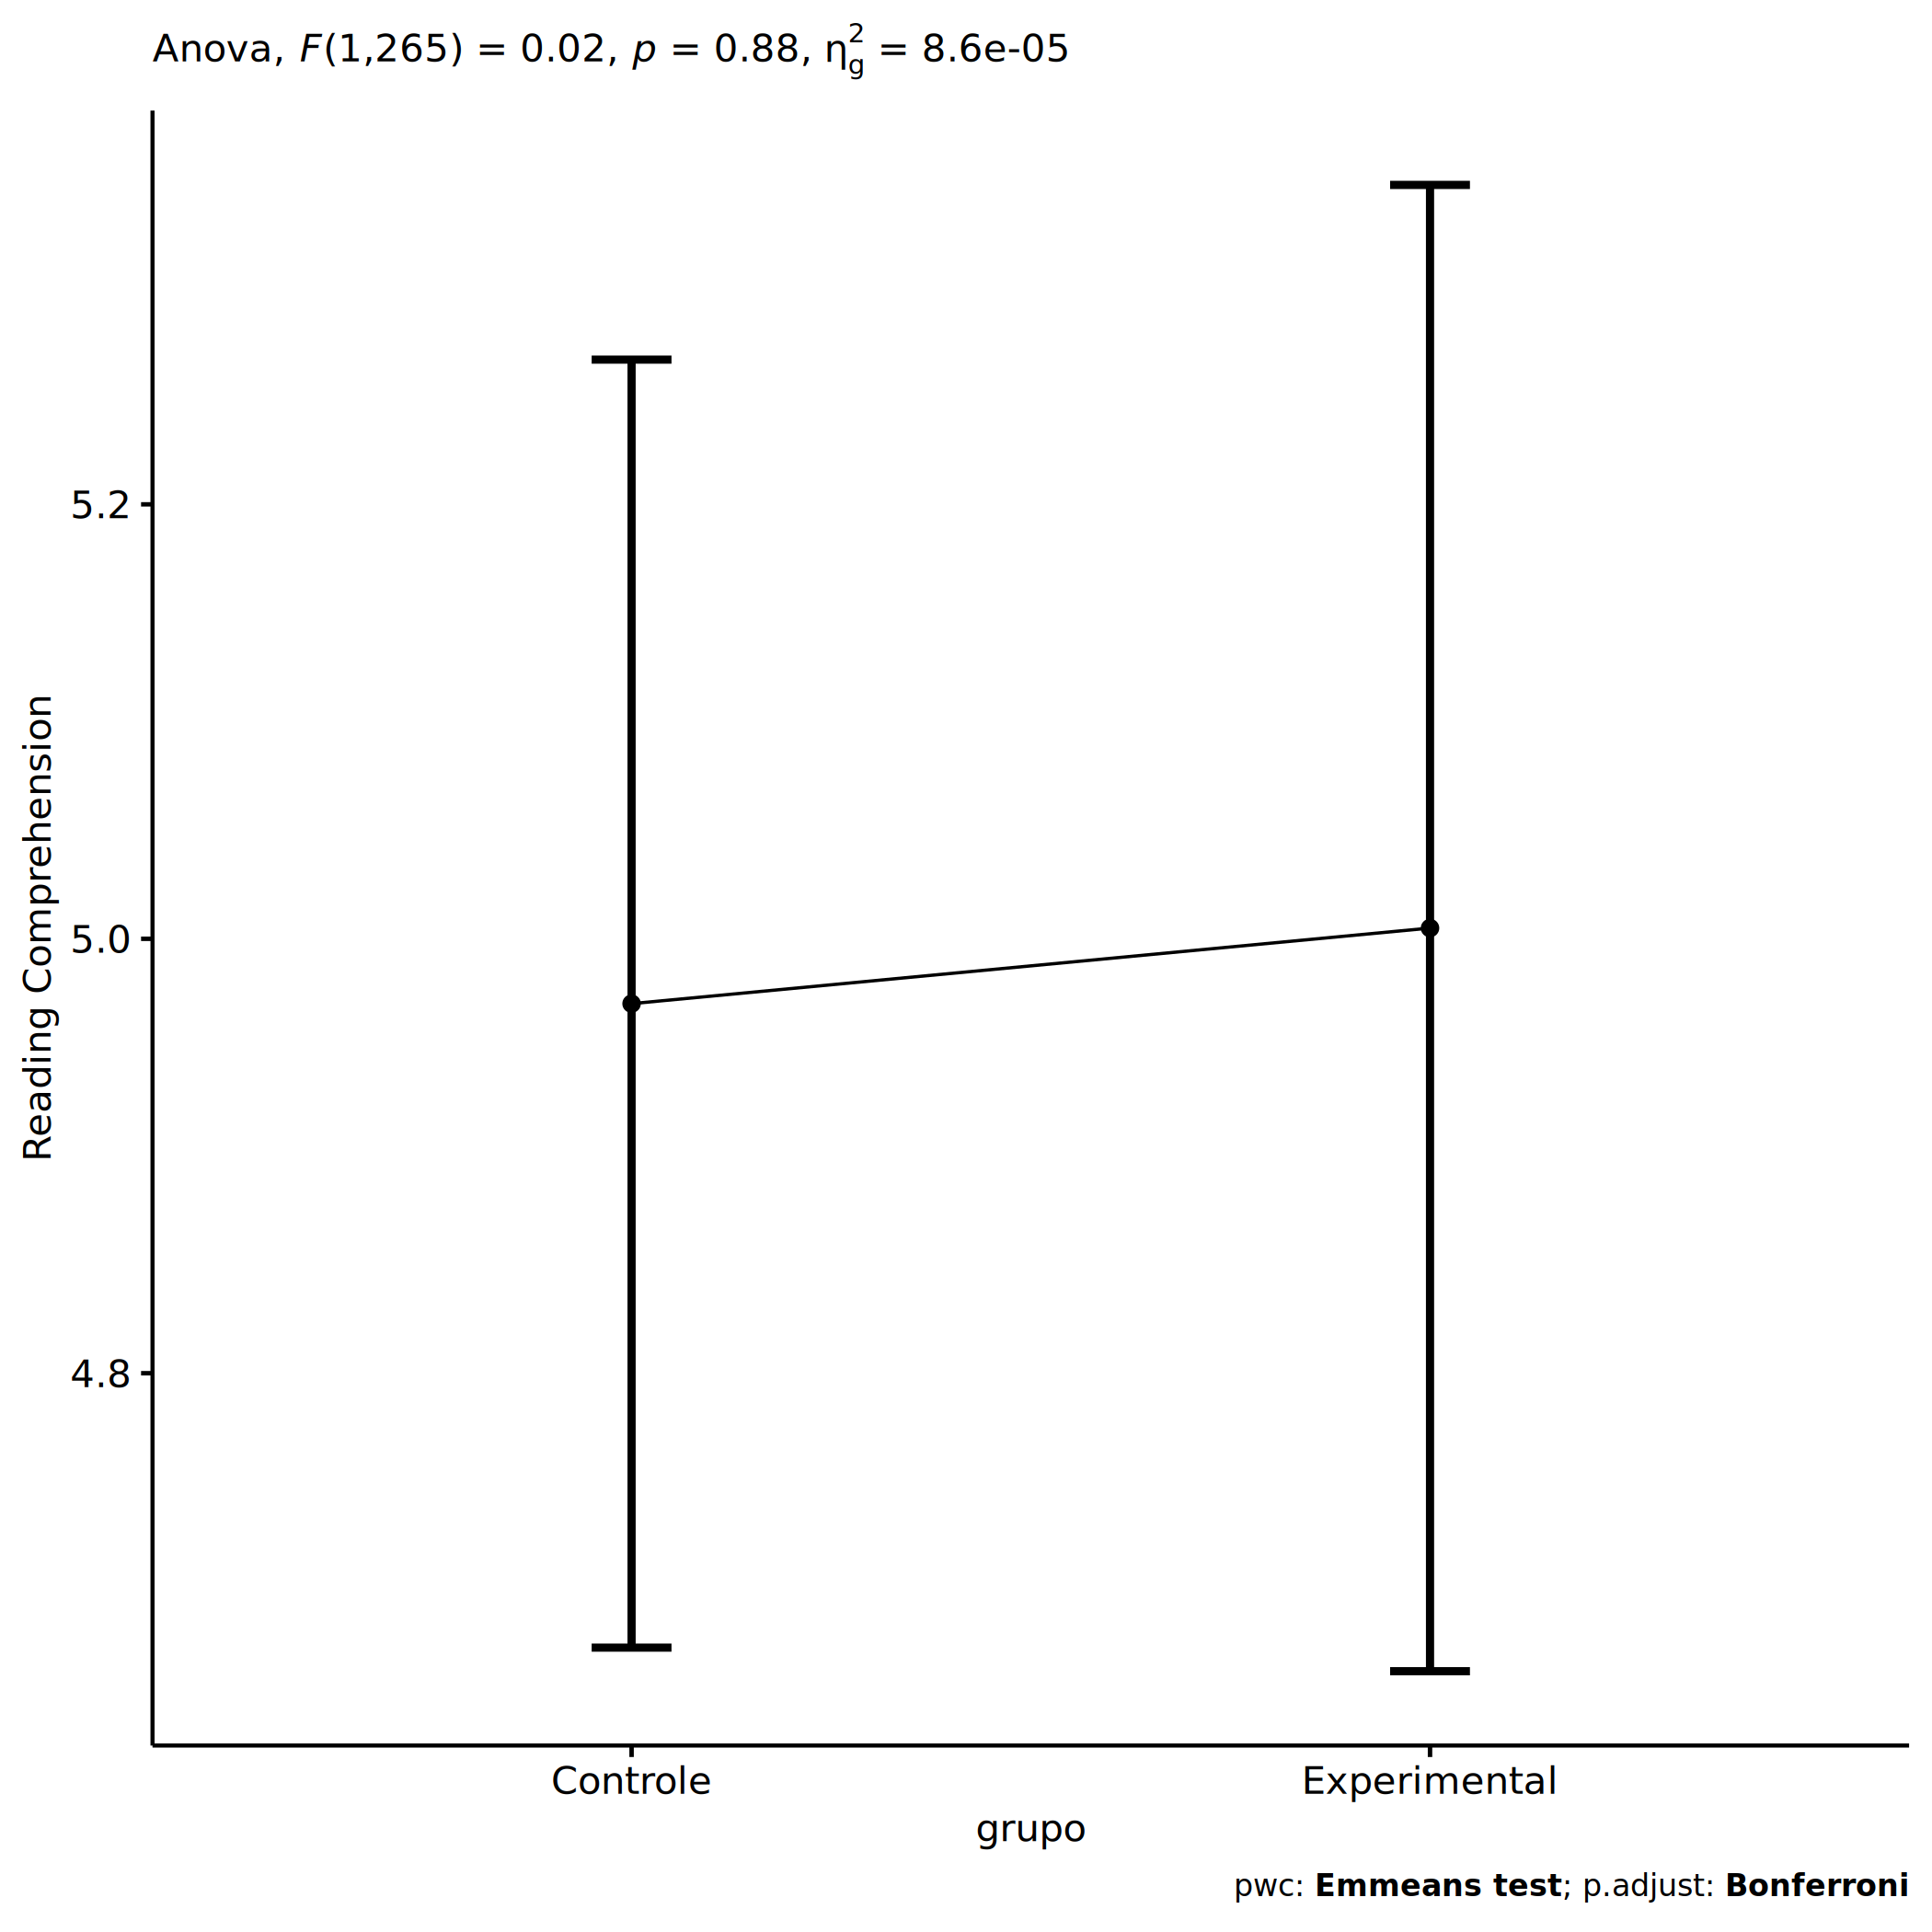 Anova, F(1,265) = 0.02, p = 0.88, η²g = 8.6e-05
Reading Comprehension
5.2
5.0
4.8
Controle Experimental
grupo
pwc: Emmeans test; p.adjust: Bonferroni